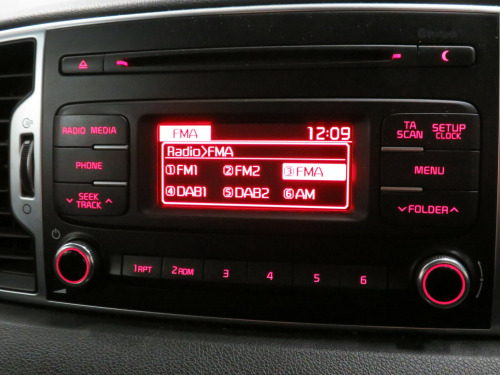 RADIO MEDIA
PHONE
SEEK
TRACK
FMA 12:09
Radio>FMA
①FM1 ②FM2 ③FMA
④DAB1 ⑤DAB2 ⑥AM
TA
SCAN
SETUP
CLOCK
MENU
FOLDER
1 RPT 2 RDM 3 4 5 6